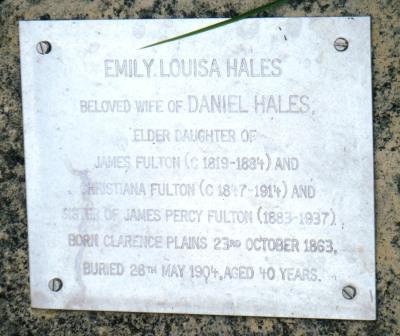 EMILY LOUISA HALES
BELOVED WIFE OF DANIEL HALES,
ELDER DAUGHTER OF
JAMES FULTON (C 1819-1884) AND
CHRISTIANA FULTON (C 1847-1914) AND
SISTER OF JAMES PERCY FULTON (1883-1937)
BORN CLARENCE PLAINS 23RD OCTOBER 1863,
BURIED 28TH MAY 1904, AGED 40 YEARS.